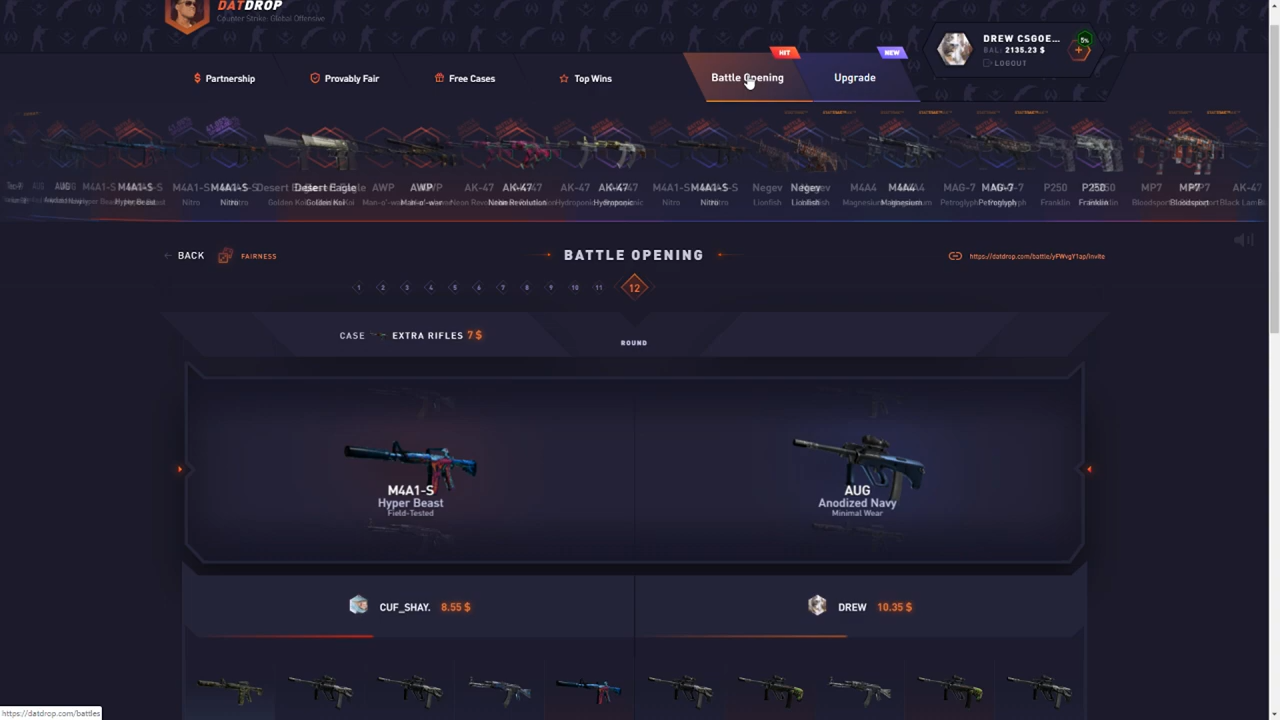 DATDROP
Counter Strike: Global Offensive
Partnership
Provably Fair
Free Cases
Top Wins
HIT
Battle Opening
NEW
Upgrade
DREW CSGOE...
BAL: 2135.23 $
LOGOUT
5%
+
M4A1-S Hyper Beast
M4A1-S Nitro
Desert Eagle Golden Koi
AWP Man-o'-war
AK-47 Neon Revolution
AK-47 Hydroponic
M4A1-S Nitro
Negev Lionfish
M4A4 Magnesium
MAG-7 Petroglyph
P250 Franklin
MP7 Bloodsport
AK-47
← BACK
FAIRNESS
BATTLE OPENING
https://datdrop.com/battle/yFWvgY1ap/invite
1 2 3 4 5 6 7 8 9 10 11 12
CASE EXTRA RIFLES 7 $
ROUND
M4A1-S
Hyper Beast
Field-Tested
AUG
Anodized Navy
Minimal Wear
CUF_SHAY. 8.55 $
DREW 10.35 $
https://datdrop.com/battles